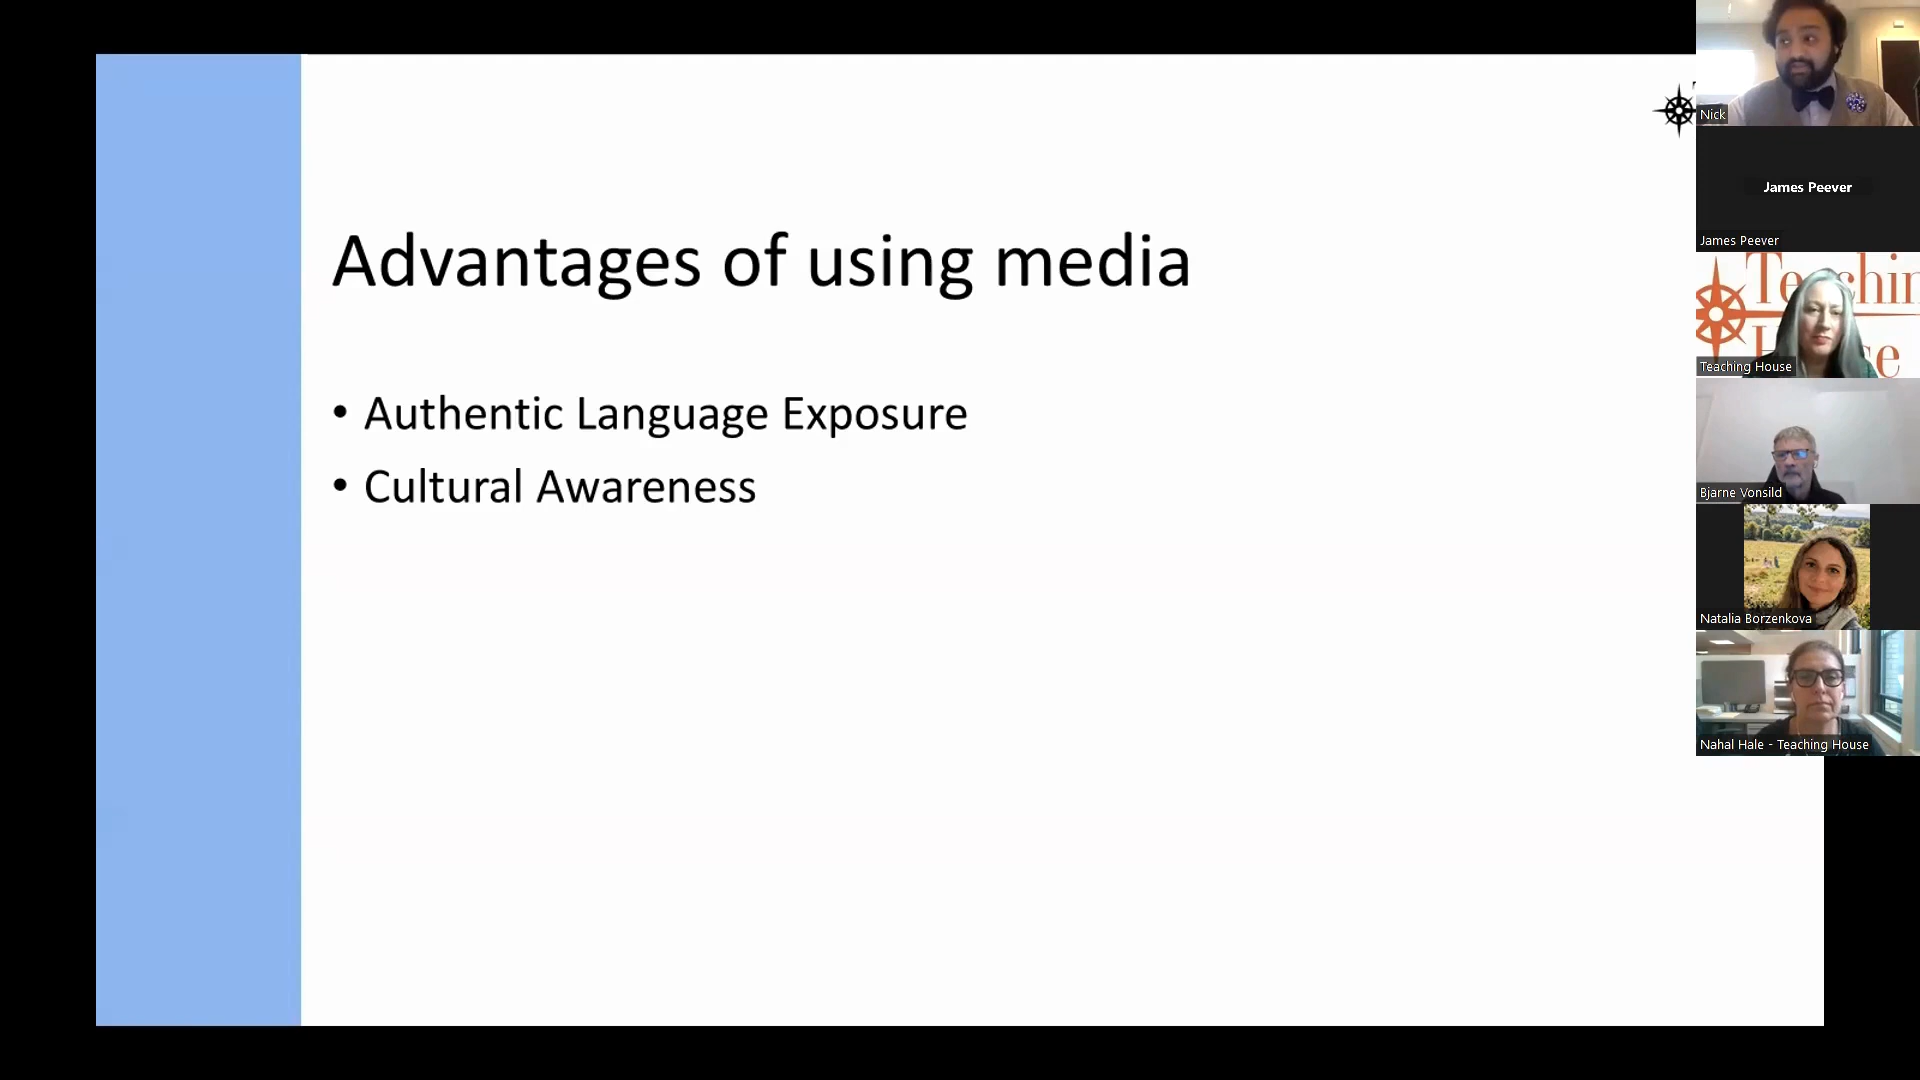 Advantages of using media
• Authentic Language Exposure
• Cultural Awareness
Nick
James Peever
James Peever
Teachin
Teaching House
Bjarne Vonsild
Natalia Borzenkova
Nahal Hale - Teaching House